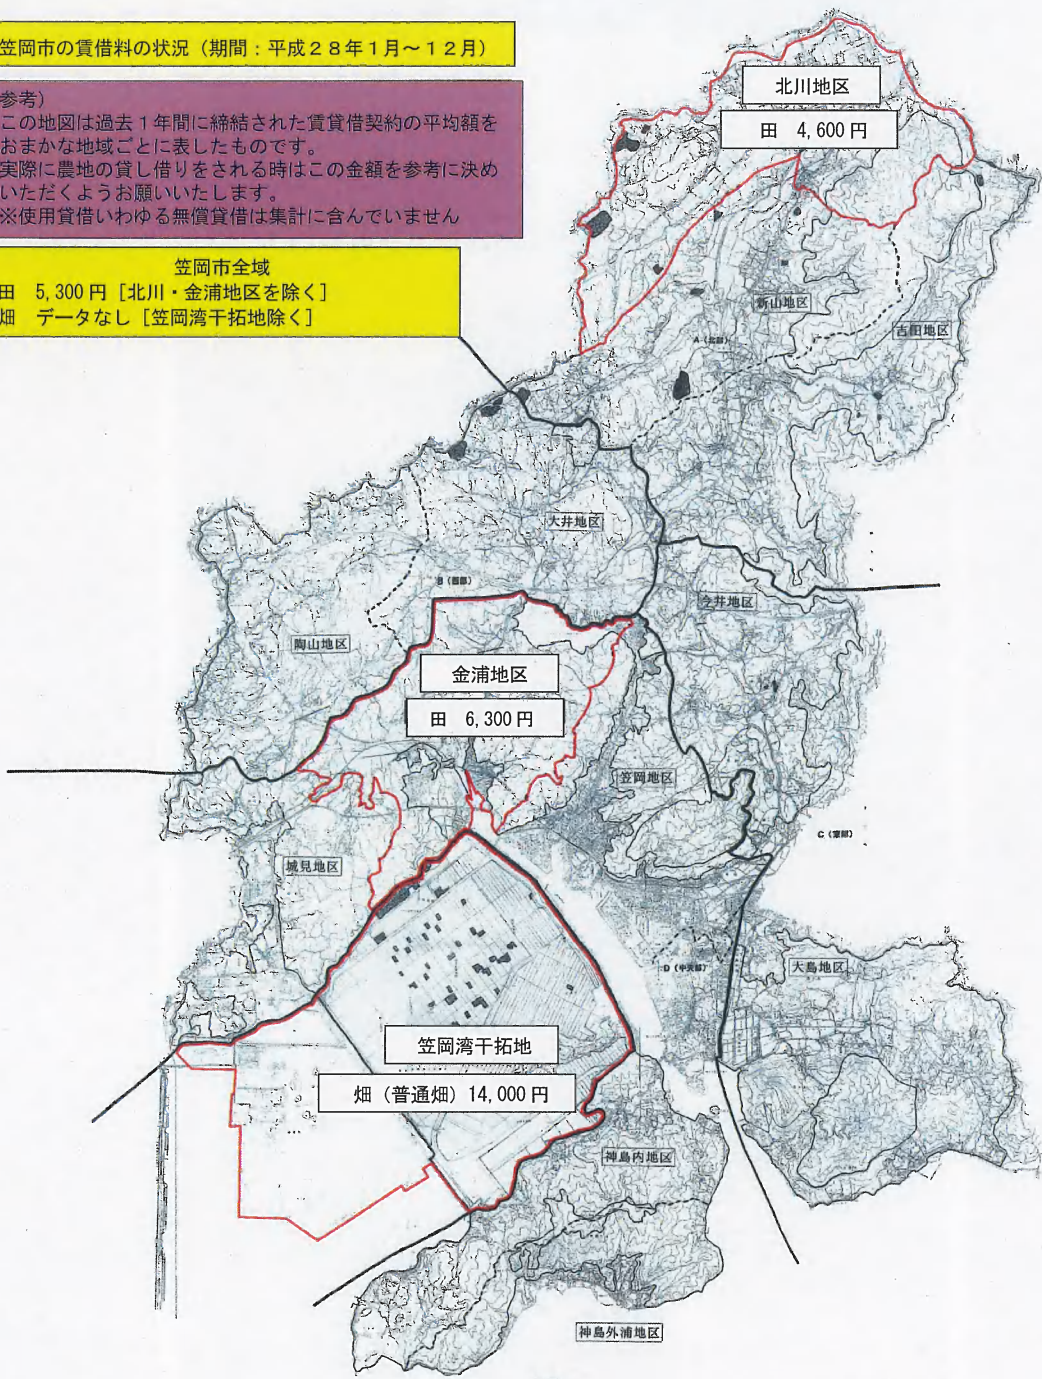 笠岡市の賃借料の状況（期間：平成２８年１月～１２月）
参考）
この地図は過去１年間に締結された賃貸借契約の平均額を
おまかな地域ごとに表したものです。
実際に農地の貸し借りをされる時はこの金額を参考に決め
いただくようお願いいたします。
※使用貸借いわゆる無償貸借は集計に含んでいません
笠岡市全域
田　5,300円［北川・金浦地区を除く］
畑　データなし［笠岡湾干拓地除く］
北川地区
田　4,600円
新山地区
吉田地区
A（北部）
大井地区
B（西部）
今井地区
陶山地区
金浦地区
田　6,300円
笠岡地区
C（東部）
城見地区
D（中央部）
大島地区
笠岡湾干拓地
畑（普通畑）14,000円
神島内地区
神島外浦地区